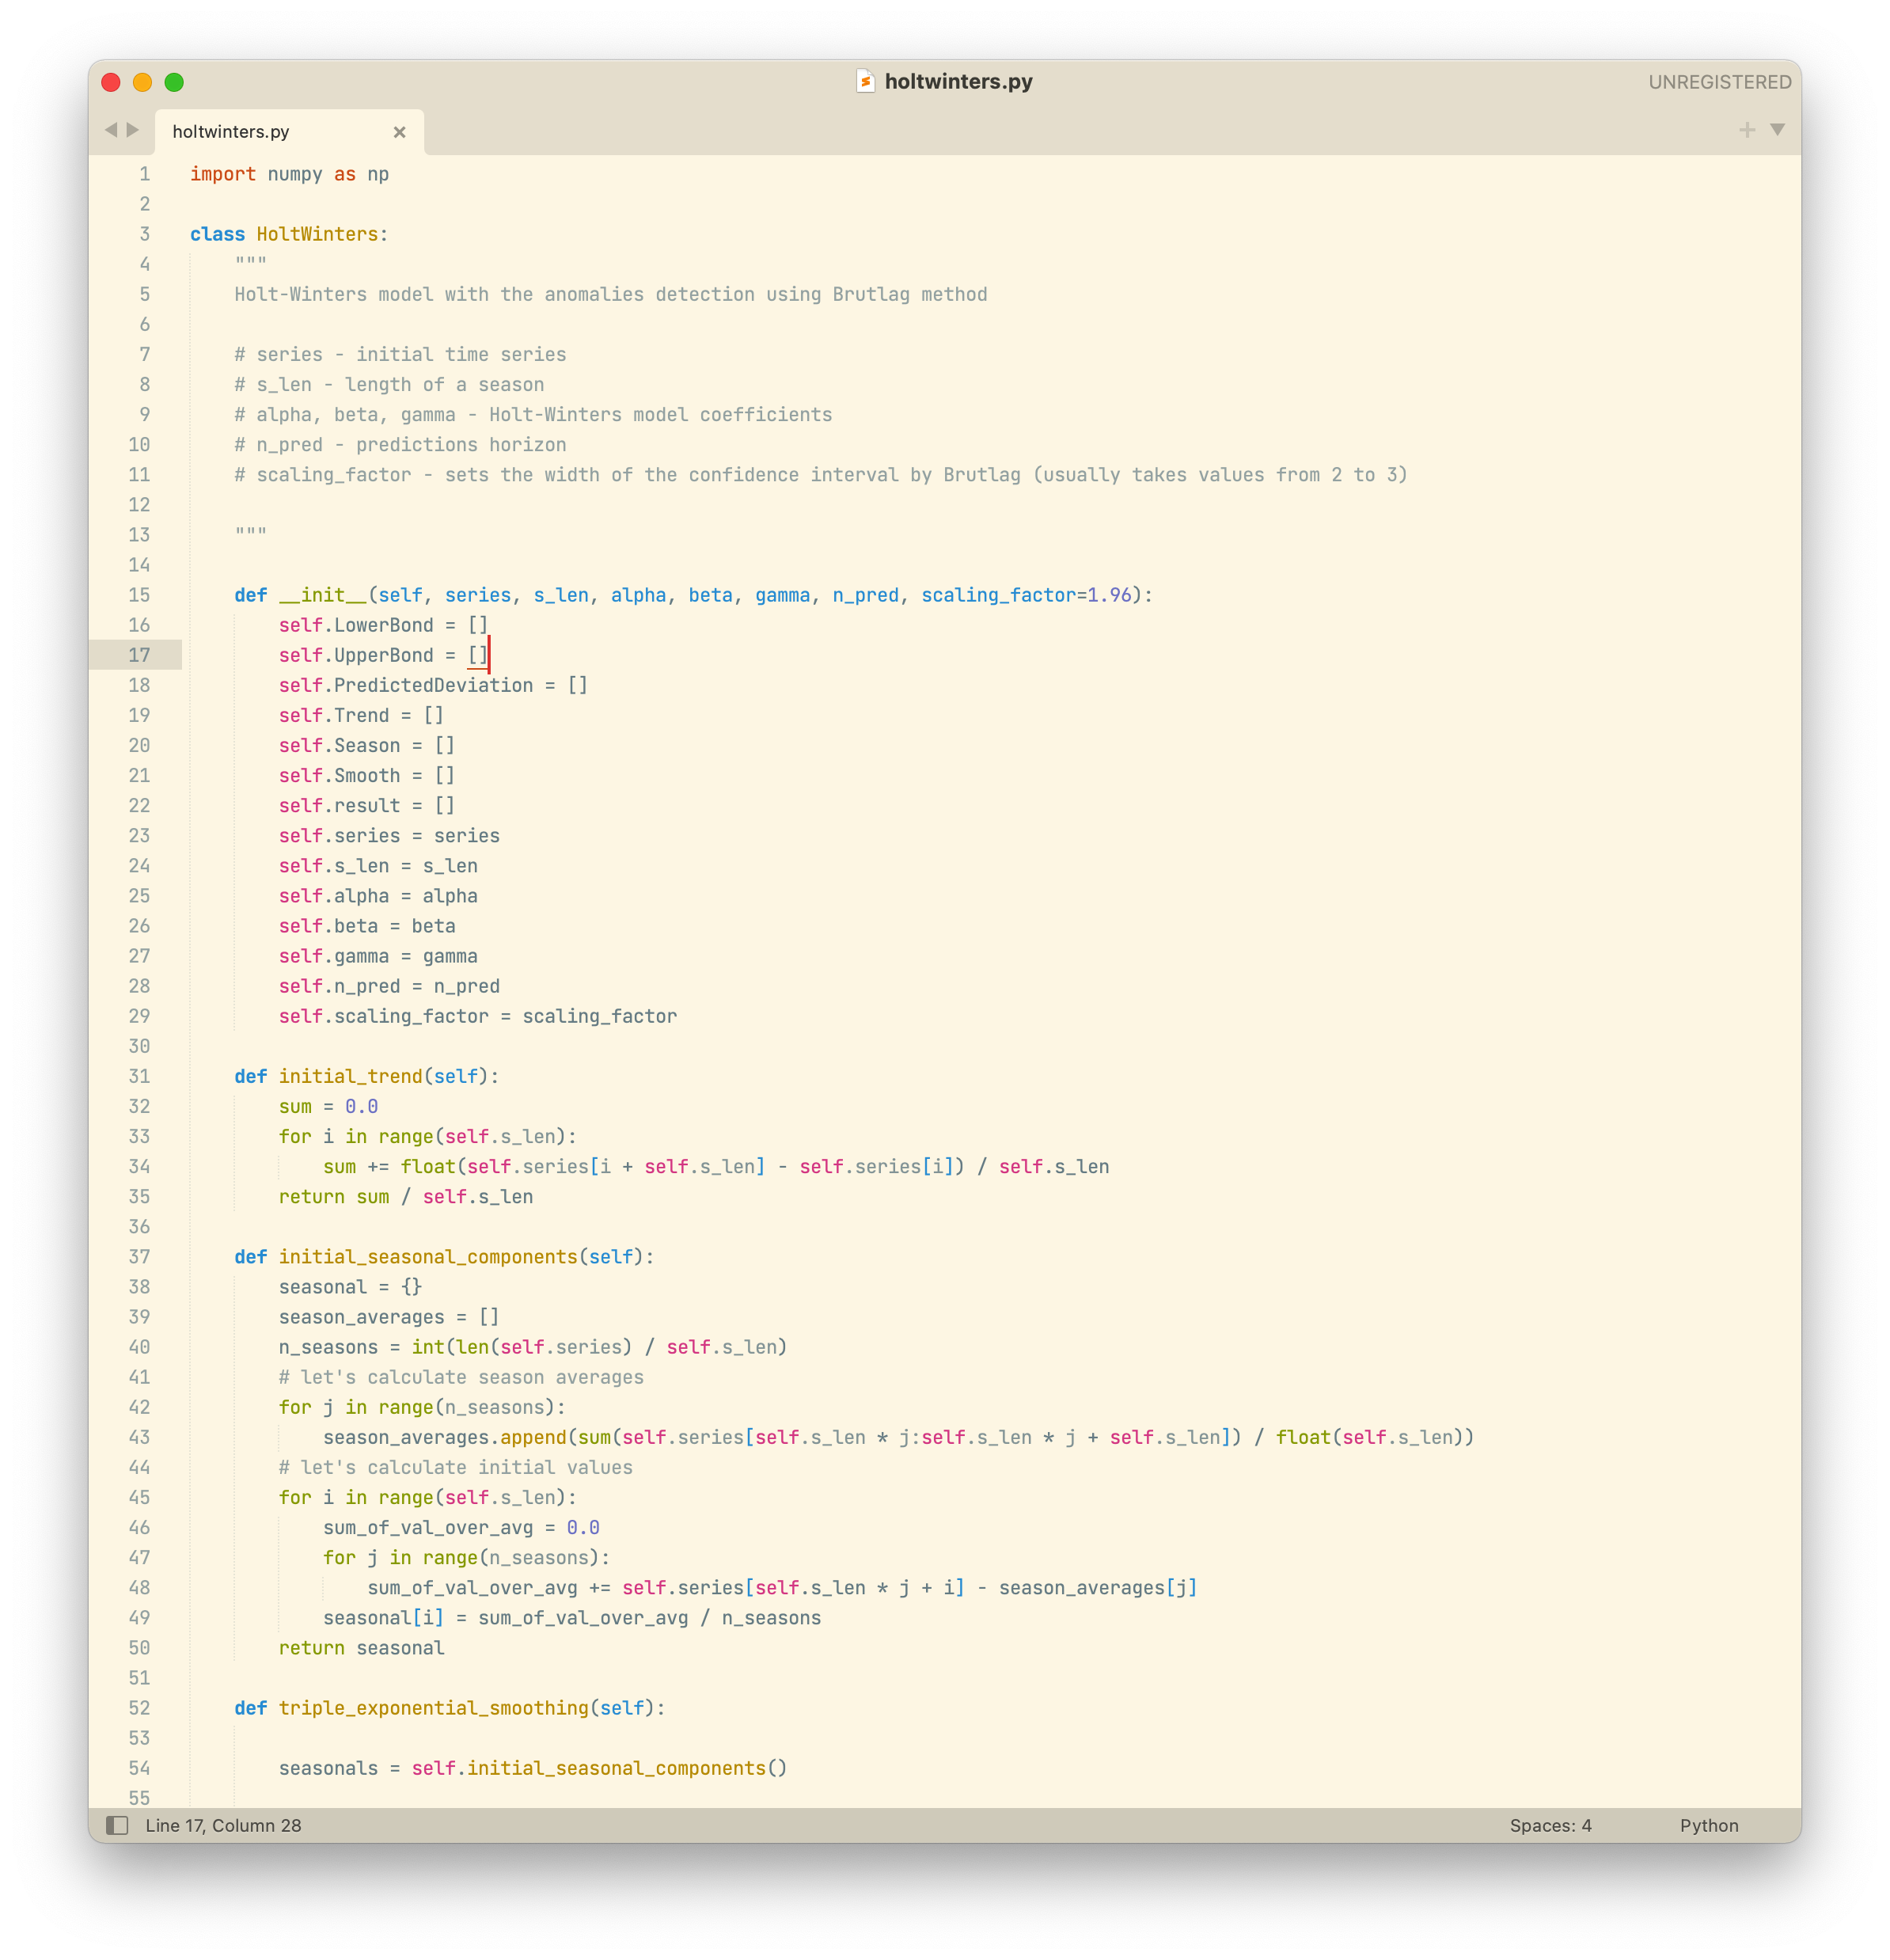 holtwinters.py
UNREGISTERED
holtwinters.py
1 import numpy as np
2
3 class HoltWinters:
4     """
5     Holt-Winters model with the anomalies detection using Brutlag method
6
7     # series - initial time series
8     # s_len - length of a season
9     # alpha, beta, gamma - Holt-Winters model coefficients
10     # n_pred - predictions horizon
11     # scaling_factor - sets the width of the confidence interval by Brutlag (usually takes values from 2 to 3)
12
13     """
14
15     def __init__(self, series, s_len, alpha, beta, gamma, n_pred, scaling_factor=1.96):
16         self.LowerBond = []
17         self.UpperBond = []
18         self.PredictedDeviation = []
19         self.Trend = []
20         self.Season = []
21         self.Smooth = []
22         self.result = []
23         self.series = series
24         self.s_len = s_len
25         self.alpha = alpha
26         self.beta = beta
27         self.gamma = gamma
28         self.n_pred = n_pred
29         self.scaling_factor = scaling_factor
30
31     def initial_trend(self):
32         sum = 0.0
33         for i in range(self.s_len):
34             sum += float(self.series[i + self.s_len] - self.series[i]) / self.s_len
35         return sum / self.s_len
36
37     def initial_seasonal_components(self):
38         seasonal = {}
39         season_averages = []
40         n_seasons = int(len(self.series) / self.s_len)
41         # let's calculate season averages
42         for j in range(n_seasons):
43             season_averages.append(sum(self.series[self.s_len * j:self.s_len * j + self.s_len]) / float(self.s_len))
44         # let's calculate initial values
45         for i in range(self.s_len):
46             sum_of_val_over_avg = 0.0
47             for j in range(n_seasons):
48                 sum_of_val_over_avg += self.series[self.s_len * j + i] - season_averages[j]
49             seasonal[i] = sum_of_val_over_avg / n_seasons
50         return seasonal
51
52     def triple_exponential_smoothing(self):
53
54         seasonals = self.initial_seasonal_components()
55
Line 17, Column 28
Spaces: 4
Python